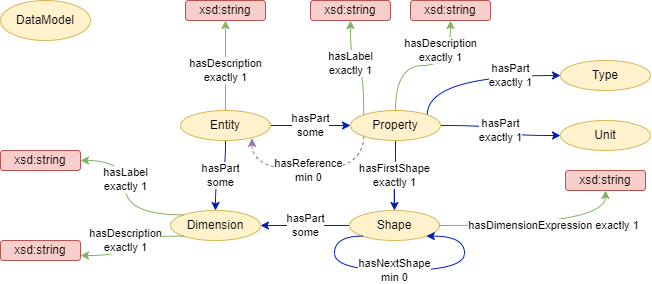 DataModel
xsd:string
xsd:string
xsd:string
hasDescription
exactly 1
hasLabel
exactly 1
hasDescription
exactly 1
hasPart
exactly 1
Type
Entity
hasPart
some
Property
hasPart
exactly 1
Unit
xsd:string
hasLabel
exactly 1
hasPart
some
hasReference
min 0
hasFirstShape
exactly 1
xsd:string
Dimension
hasPart
some
Shape
hasDimensionExpression exactly 1
xsd:string
hasDescription
exactly 1
hasNextShape
min 0